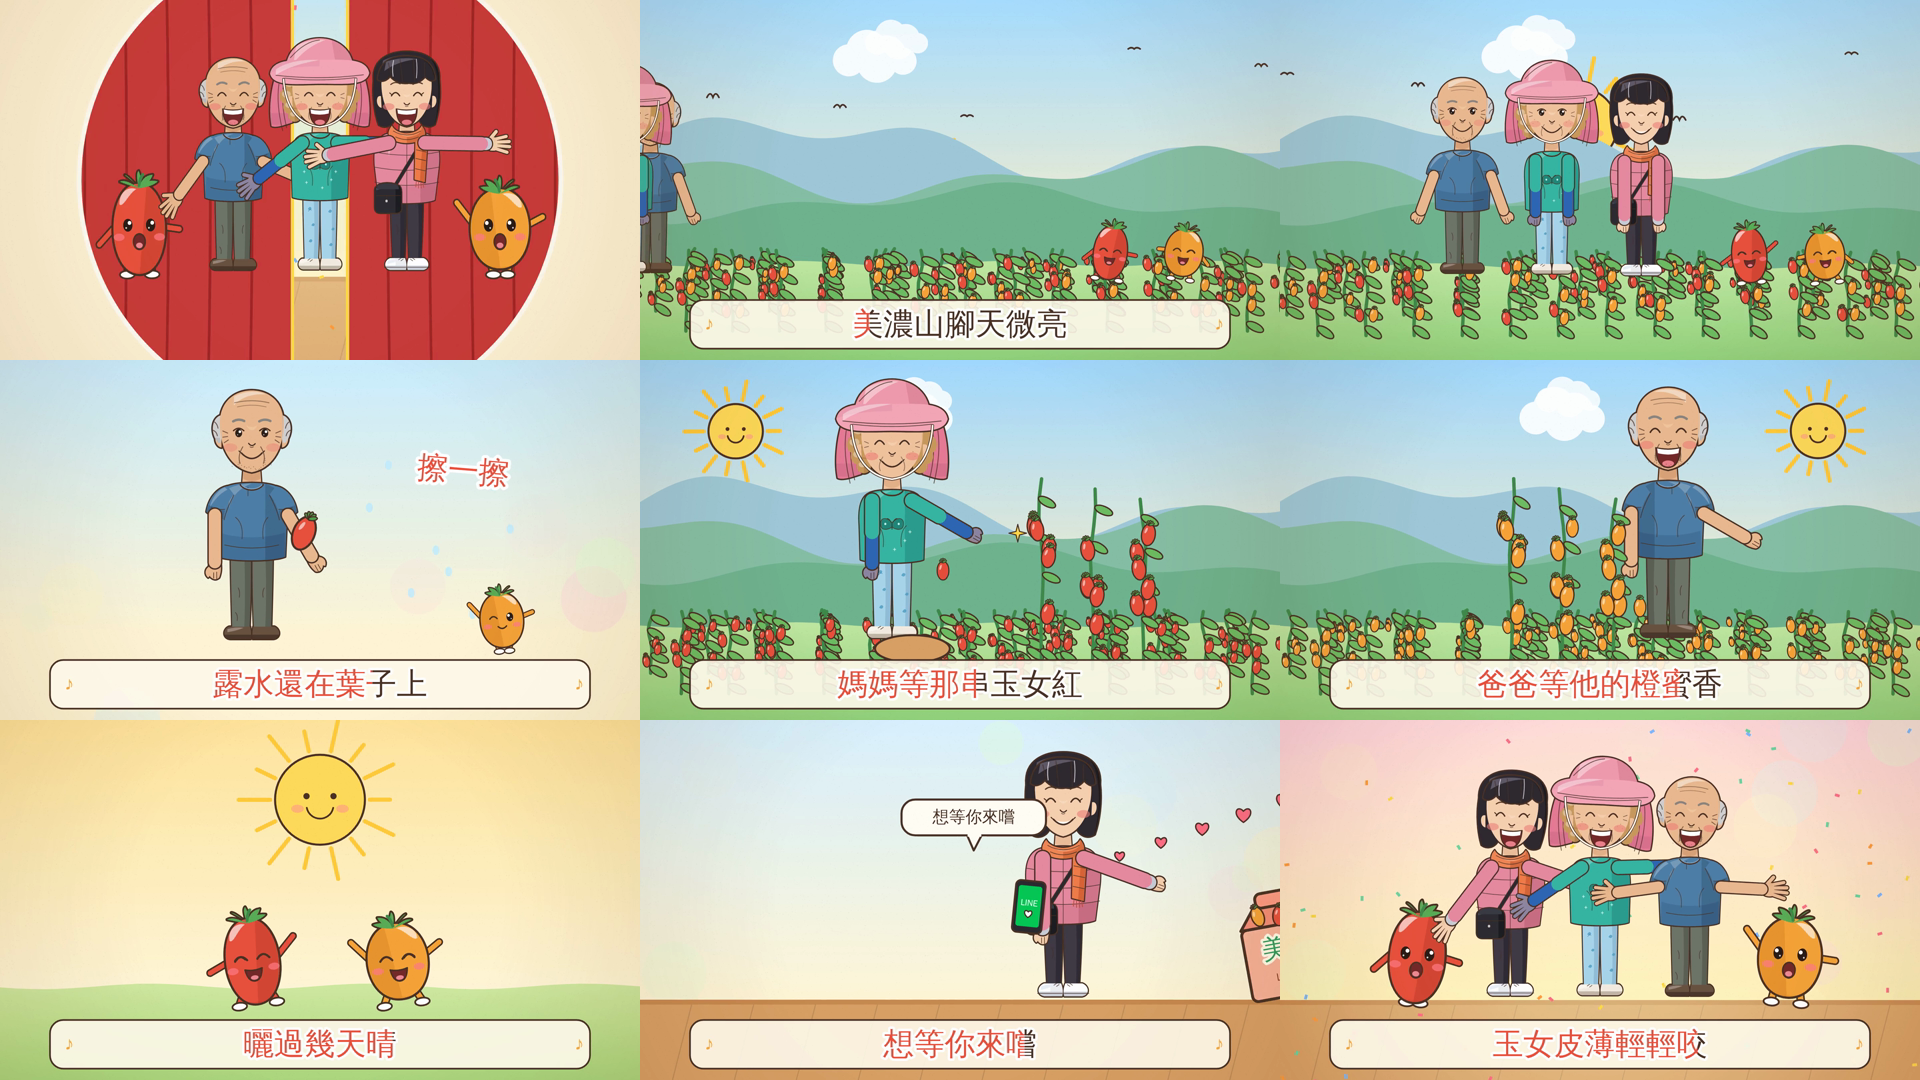 ♪ 美濃山腳天微亮 ♪
擦一擦
♪ 露水還在葉子上 ♪
♪ 媽媽等那串玉女紅 ♪
♪ 爸爸等他的橙蜜香 ♪
♪ 曬過幾天晴 ♪
想等你來嚐
LINE
美
♪ 想等你來嚐 ♪
♪ 玉女皮薄輕輕咬 ♪